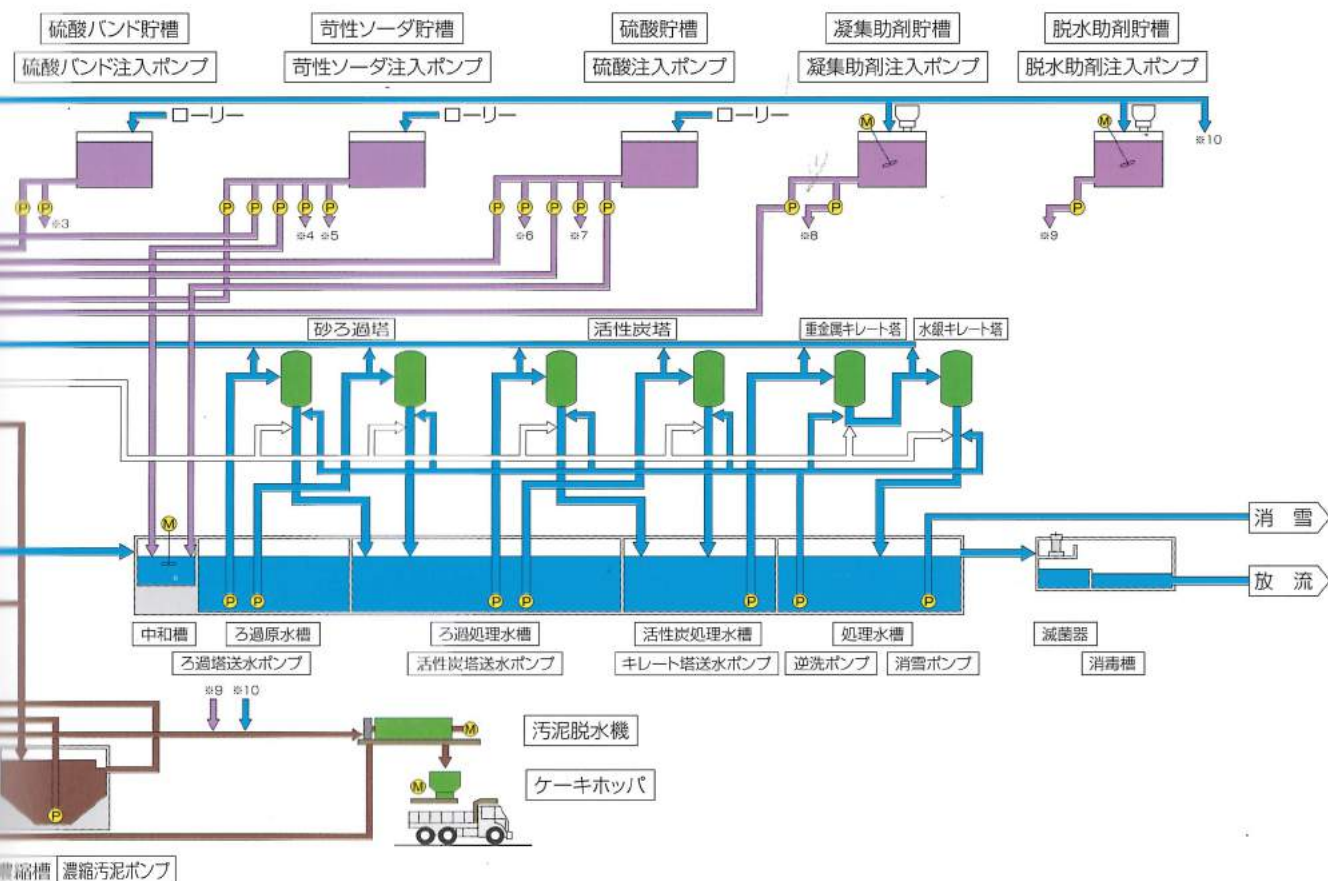 硫酸バンド貯槽
硫酸バンド注入ポンプ
苛性ソーダ貯槽
苛性ソーダ注入ポンプ
硫酸貯槽
硫酸注入ポンプ
凝集助剤貯槽
凝集助剤注入ポンプ
脱水助剤貯槽
脱水助剤注入ポンプ
ローリー
ローリー
ローリー
M
M
※10
P
P
※3
P
P
P
P
P
※4
※5
P
P
P
P
P
※6
※7
P
P
※8
P
※9
砂ろ過塔
活性炭塔
重金属キレート塔
水銀キレート塔
M
P
P
P
P
P
P
P
消雪
放流
中和槽
ろ過原水槽
ろ過処理水槽
活性炭処理水槽
処理水槽
滅菌器
ろ過塔送水ポンプ
活性炭塔送水ポンプ
キレート塔送水ポンプ
逆洗ポンプ
消雪ポンプ
消毒槽
※9
※10
M
汚泥脱水機
M
ケーキホッパ
P
縮槽
濃縮汚泥ポンプ